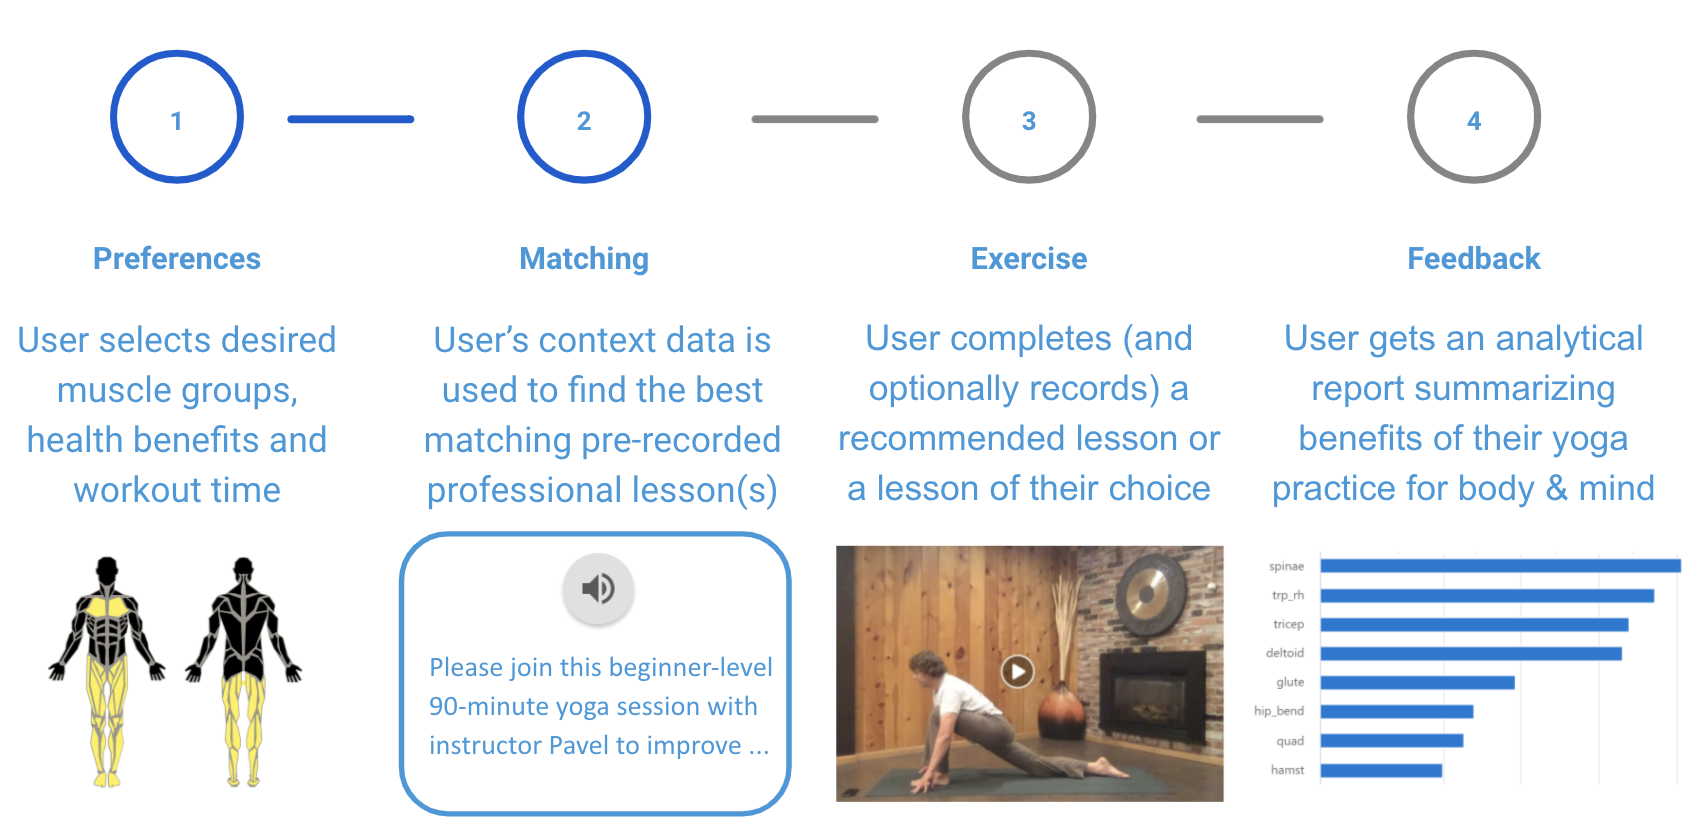 1
2
3
4
Preferences
Matching
Exercise
Feedback
User selects desired
muscle groups,
health benefits and
workout time
User’s context data is
used to find the best
matching pre-recorded
professional lesson(s)
User completes (and
optionally records) a
recommended lesson or
a lesson of their choice
User gets an analytical
report summarizing
benefits of their yoga
practice for body & mind
Please join this beginner-level
90-minute yoga session with
instructor Pavel to improve ...
spinae
trp_rh
tricep
deltoid
glute
hip_bend
quad
hamst